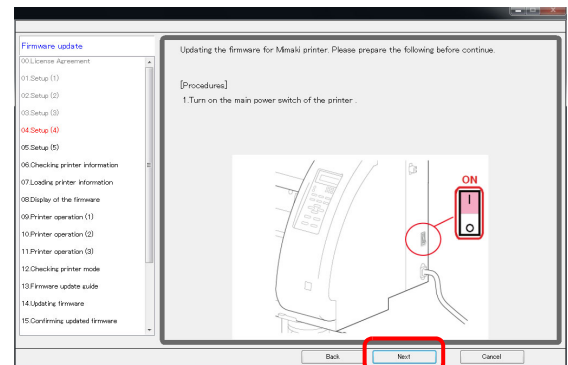 Firmware update
00.License Agreement
01.Setup (1)
02.Setup (2)
03.Setup (3)
04.Setup (4)
05.Setup (5)
06.Checking printer information
07.Loading printer information
08.Display of the firmware
09.Printer operation (1)
10.Printer operation (2)
11.Printer operation (3)
12.Checking printer mode
13.Firmware update guide
14.Updating firmware
15.Confirming updated firmware
Updating the firmware for Mimaki printer. Please prepare the following before continue.
[Procedures]
1.Turn on the main power switch of the printer .
ON
Back
Next
Cancel